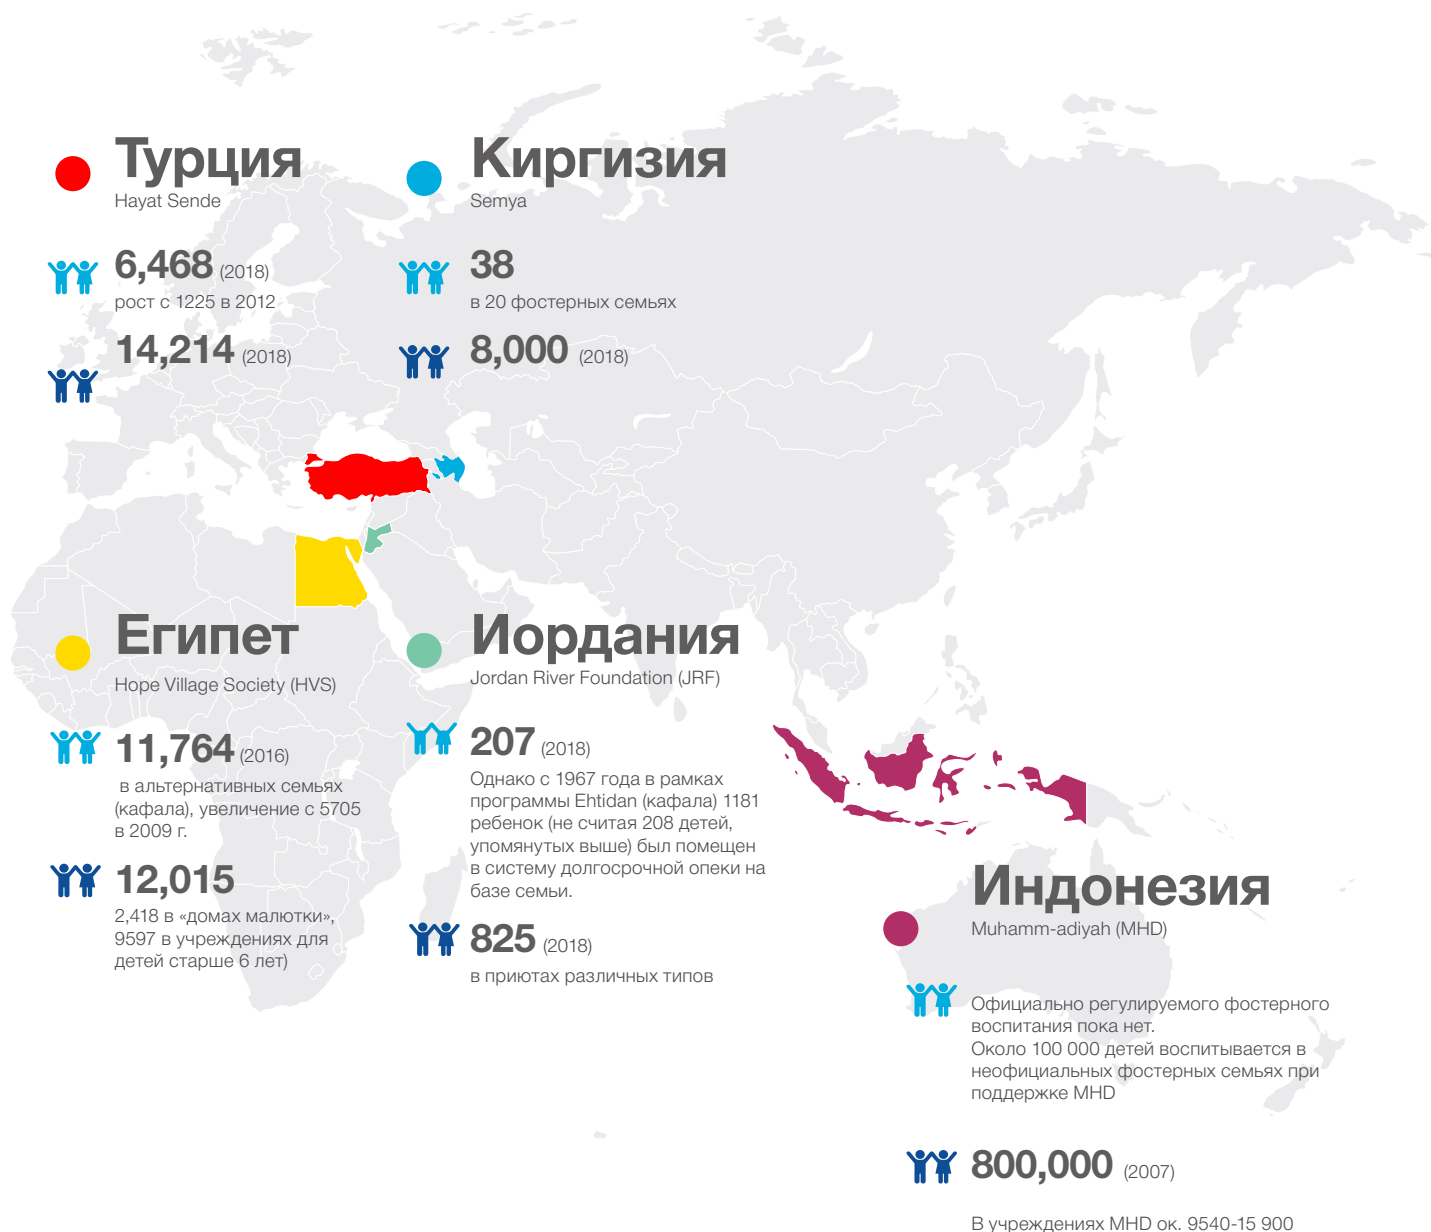 Турция
Hayat Sende
6,468 (2018)
рост с 1225 в 2012
14,214 (2018)
Киргизия
Semya
38
в 20 фостерных семьях
8,000 (2018)
Египет
Hope Village Society (HVS)
11,764 (2016)
в альтернативных семьях
(кафала), увеличение с 5705
в 2009 г.
12,015
2,418 в «домах малютки»,
9597 в учреждениях для
детей старше 6 лет)
Иордания
Jordan River Foundation (JRF)
207 (2018)
Однако с 1967 года в рамках
программы Ehtidan (кафала) 1181
ребенок (не считая 208 детей,
упомянутых выше) был помещен
в систему долгосрочной опеки на
базе семьи.
825 (2018)
в приютах различных типов
Индонезия
Muhamm-adiyah (MHD)
Официально регулируемого фостерного
воспитания пока нет.
Около 100 000 детей воспитывается в
неофициальных фостерных семьях при
поддержке MHD
800,000 (2007)
В учреждениях MHD ок. 9540-15 900